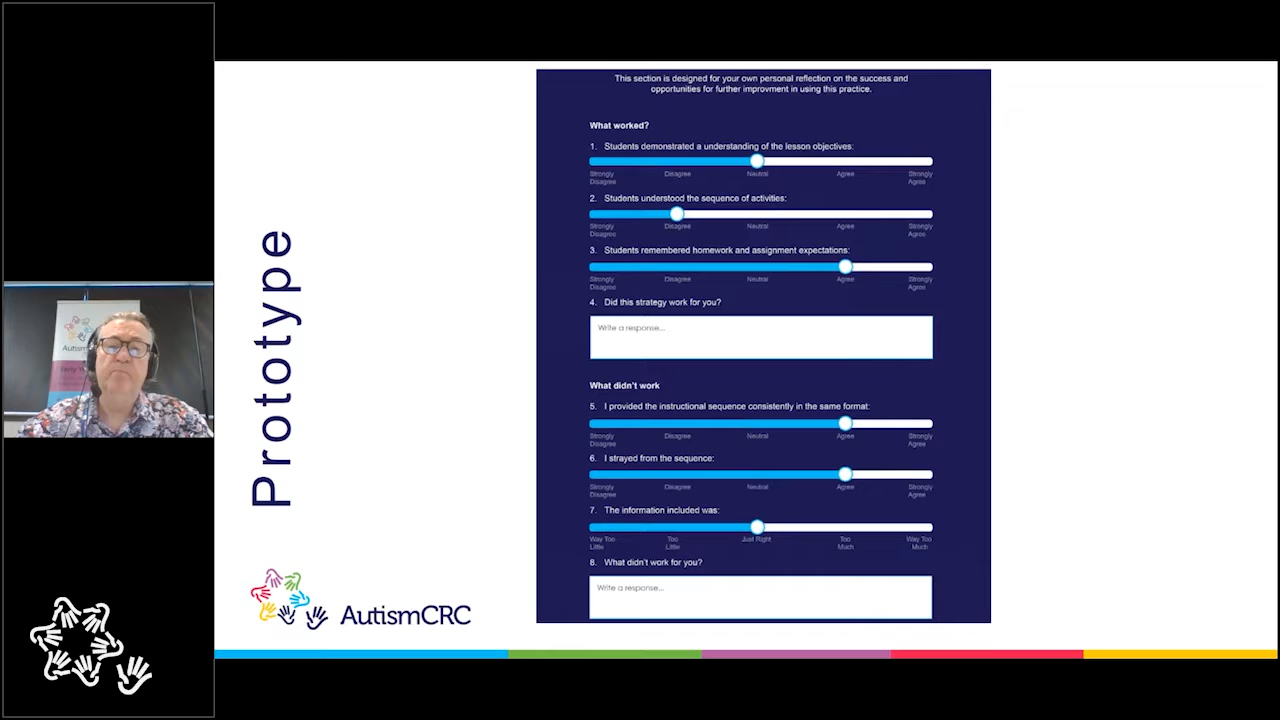 This section is designed for your own personal reflection on the success and
opportunities for further improvment in using this practice.
What worked?
1. Students demonstrated a understanding of the lesson objectives:
Strongly Disagree Disagree Neutral Agree Strongly Agree
2. Students understood the sequence of activities:
Strongly Disagree Disagree Neutral Agree Strongly Agree
3. Students remembered homework and assignment expectations:
Strongly Disagree Disagree Neutral Agree Strongly Agree
4. Did this strategy work for you?
Write a response...
What didn't work
5. I provided the instructional sequence consistently in the same format:
Strongly Disagree Disagree Neutral Agree Strongly Agree
6. I strayed from the sequence:
Strongly Disagree Disagree Neutral Agree Strongly Agree
7. The information included was:
Way Too Little Too Little Just Right Too Much Way Too Much
8. What didn't work for you?
Write a response...
Prototype
AutismCRC
Autism
Early